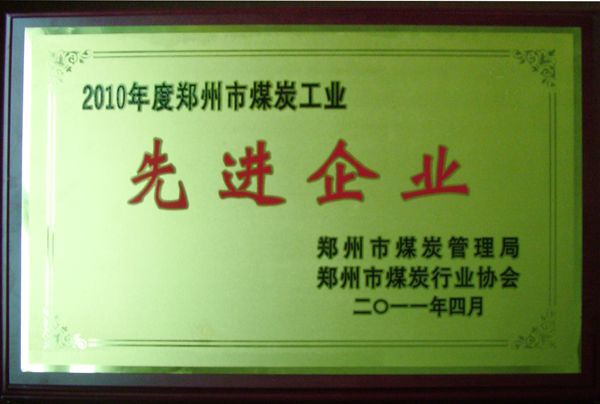 2010年度郑州市煤炭工业
先进企业
郑州市煤炭管理局
郑州市煤炭行业协会
二〇一一年四月